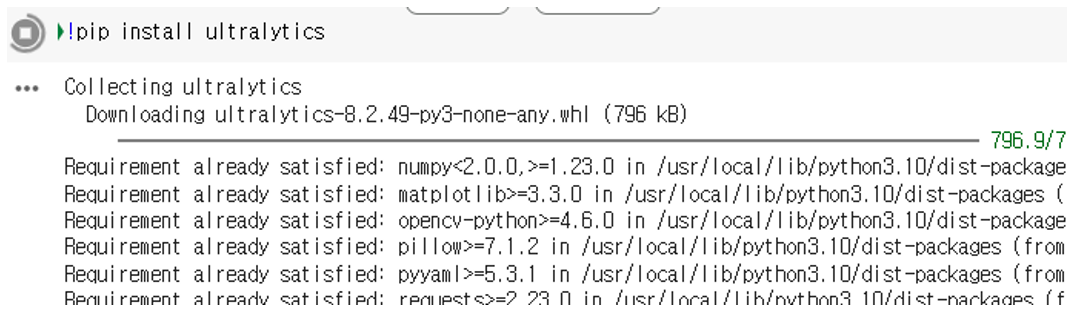 !pip install ultralytics
Collecting ultralytics
Downloading ultralytics-8.2.49-py3-none-any.whl (796 kB)
796.9/7
Requirement already satisfied: numpy<2.0.0,>=1.23.0 in /usr/local/lib/python3.10/dist-package
Requirement already satisfied: matplotlib>=3.3.0 in /usr/local/lib/python3.10/dist-packages (
Requirement already satisfied: opencv-python>=4.6.0 in /usr/local/lib/python3.10/dist-package
Requirement already satisfied: pillow>=7.1.2 in /usr/local/lib/python3.10/dist-packages (from
Requirement already satisfied: pyyaml>=5.3.1 in /usr/local/lib/python3.10/dist-packages (from
Requirement already satisfied: requests>=2.23.0 in /usr/local/lib/python3.10/dist-packages (f